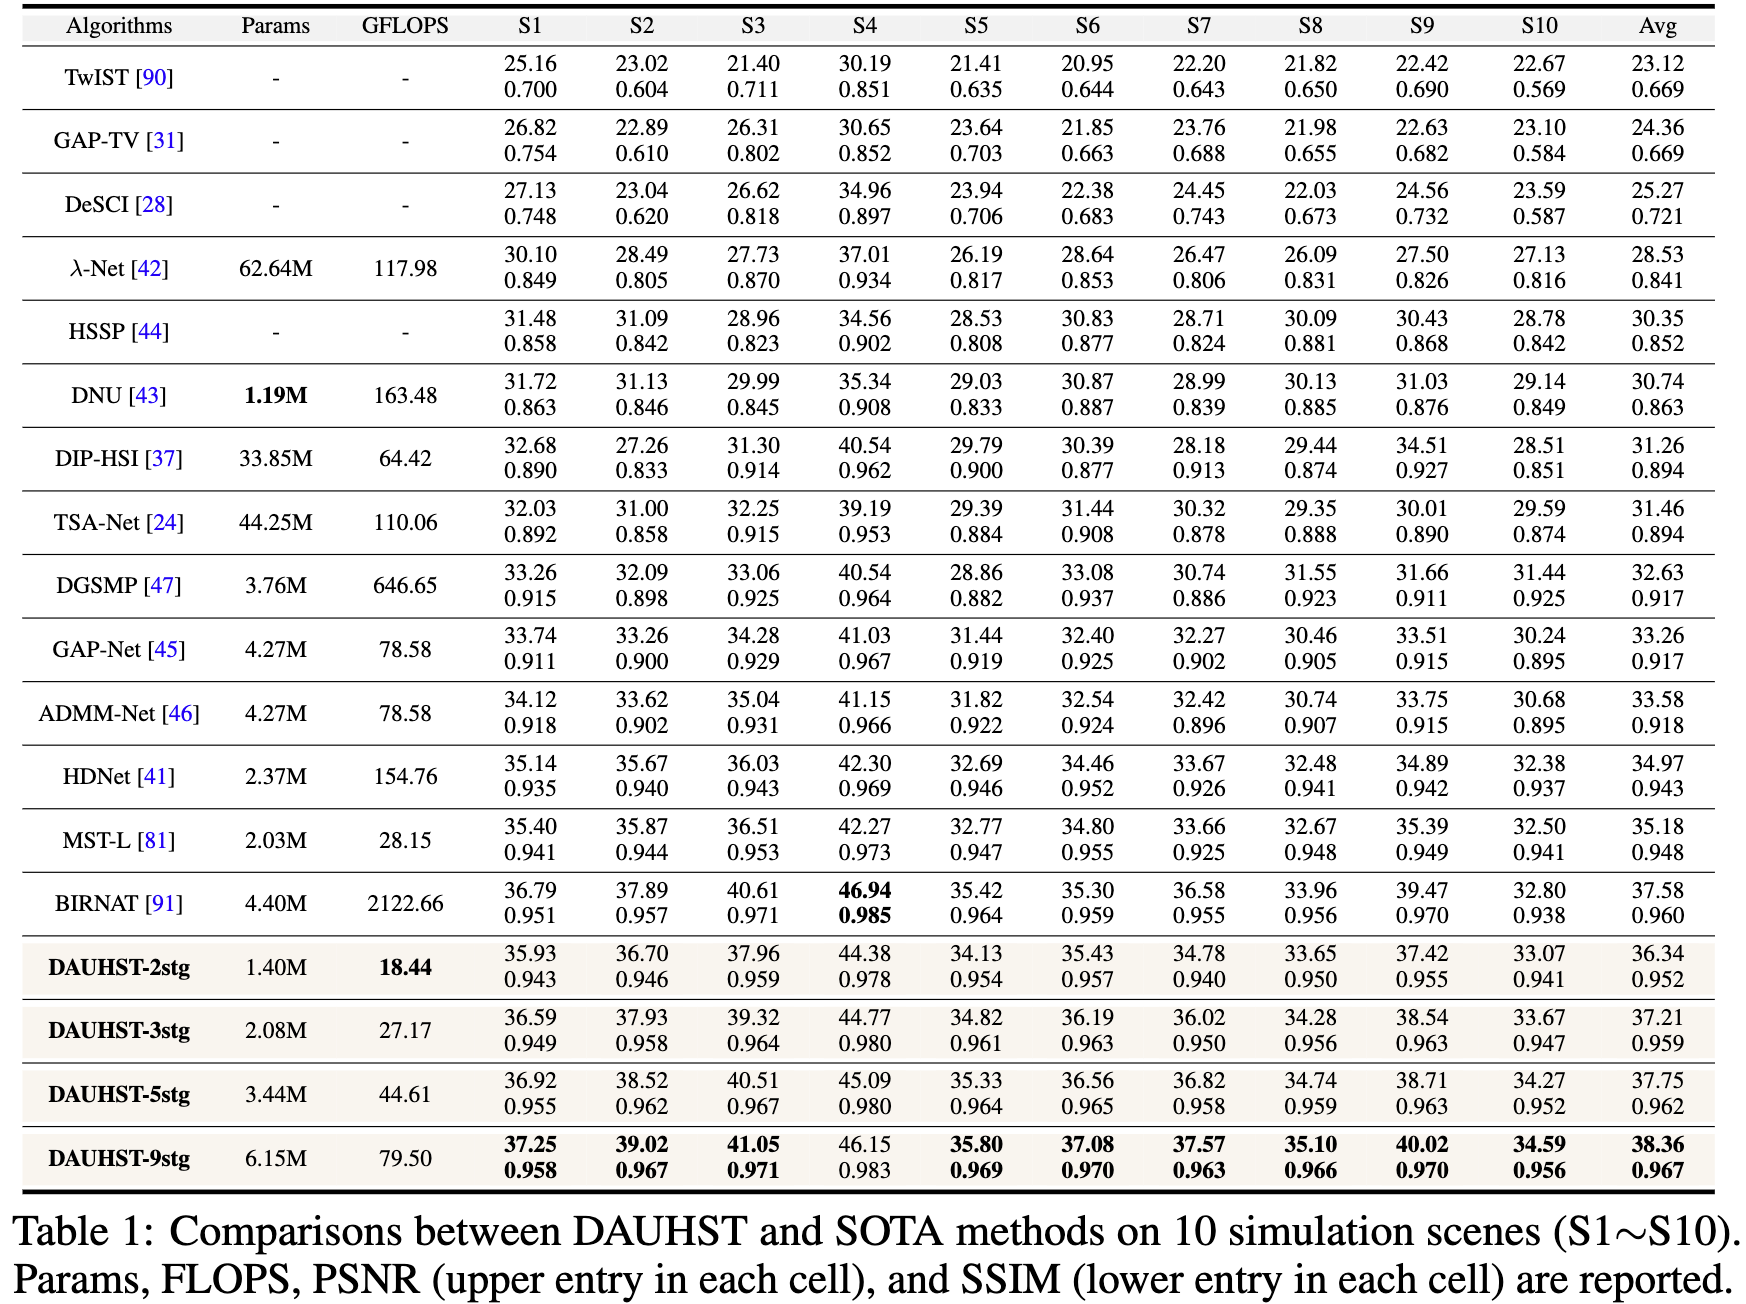 Algorithms Params GFLOPS S1 S2 S3 S4 S5 S6 S7 S8 S9 S10 Avg
TwIST [90] - - 25.16 23.02 21.40 30.19 21.41 20.95 22.20 21.82 22.42 22.67 23.12
0.700 0.604 0.711 0.851 0.635 0.644 0.643 0.650 0.690 0.569 0.669
GAP-TV [31] - - 26.82 22.89 26.31 30.65 23.64 21.85 23.76 21.98 22.63 23.10 24.36
0.754 0.610 0.802 0.852 0.703 0.663 0.688 0.655 0.682 0.584 0.669
DeSCI [28] - - 27.13 23.04 26.62 34.96 23.94 22.38 24.45 22.03 24.56 23.59 25.27
0.748 0.620 0.818 0.897 0.706 0.683 0.743 0.673 0.732 0.587 0.721
λ-Net [42] 62.64M 117.98 30.10 28.49 27.73 37.01 26.19 28.64 26.47 26.09 27.50 27.13 28.53
0.849 0.805 0.870 0.934 0.817 0.853 0.806 0.831 0.826 0.816 0.841
HSSP [44] - - 31.48 31.09 28.96 34.56 28.53 30.83 28.71 30.09 30.43 28.78 30.35
0.858 0.842 0.823 0.902 0.808 0.877 0.824 0.881 0.868 0.842 0.852
DNU [43] 1.19M 163.48 31.72 31.13 29.99 35.34 29.03 30.87 28.99 30.13 31.03 29.14 30.74
0.863 0.846 0.845 0.908 0.833 0.887 0.839 0.885 0.876 0.849 0.863
DIP-HSI [37] 33.85M 64.42 32.68 27.26 31.30 40.54 29.79 30.39 28.18 29.44 34.51 28.51 31.26
0.890 0.833 0.914 0.962 0.900 0.877 0.913 0.874 0.927 0.851 0.894
TSA-Net [24] 44.25M 110.06 32.03 31.00 32.25 39.19 29.39 31.44 30.32 29.35 30.01 29.59 31.46
0.892 0.858 0.915 0.953 0.884 0.908 0.878 0.888 0.890 0.874 0.894
DGSMP [47] 3.76M 646.65 33.26 32.09 33.06 40.54 28.86 33.08 30.74 31.55 31.66 31.44 32.63
0.915 0.898 0.925 0.964 0.882 0.937 0.886 0.923 0.911 0.925 0.917
GAP-Net [45] 4.27M 78.58 33.74 33.26 34.28 41.03 31.44 32.40 32.27 30.46 33.51 30.24 33.26
0.911 0.900 0.929 0.967 0.919 0.925 0.902 0.905 0.915 0.895 0.917
ADMM-Net [46] 4.27M 78.58 34.12 33.62 35.04 41.15 31.82 32.54 32.42 30.74 33.75 30.68 33.58
0.918 0.902 0.931 0.966 0.922 0.924 0.896 0.907 0.915 0.895 0.918
HDNet [41] 2.37M 154.76 35.14 35.67 36.03 42.30 32.69 34.46 33.67 32.48 34.89 32.38 34.97
0.935 0.940 0.943 0.969 0.946 0.952 0.926 0.941 0.942 0.937 0.943
MST-L [81] 2.03M 28.15 35.40 35.87 36.51 42.27 32.77 34.80 33.66 32.67 35.39 32.50 35.18
0.941 0.944 0.953 0.973 0.947 0.955 0.925 0.948 0.949 0.941 0.948
BIRNAT [91] 4.40M 2122.66 36.79 37.89 40.61 46.94 35.42 35.30 36.58 33.96 39.47 32.80 37.58
0.951 0.957 0.971 0.985 0.964 0.959 0.955 0.956 0.970 0.938 0.960
DAUHST-2stg 1.40M 18.44 35.93 36.70 37.96 44.38 34.13 35.43 34.78 33.65 37.42 33.07 36.34
0.943 0.946 0.959 0.978 0.954 0.957 0.940 0.950 0.955 0.941 0.952
DAUHST-3stg 2.08M 27.17 36.59 37.93 39.32 44.77 34.82 36.19 36.02 34.28 38.54 33.67 37.21
0.949 0.958 0.964 0.980 0.961 0.963 0.950 0.956 0.963 0.947 0.959
DAUHST-5stg 3.44M 44.61 36.92 38.52 40.51 45.09 35.33 36.56 36.82 34.74 38.71 34.27 37.75
0.955 0.962 0.967 0.980 0.964 0.965 0.958 0.959 0.963 0.952 0.962
DAUHST-9stg 6.15M 79.50 37.25 39.02 41.05 46.15 35.80 37.08 37.57 35.10 40.02 34.59 38.36
0.958 0.967 0.971 0.983 0.969 0.970 0.963 0.966 0.970 0.956 0.967
Table 1: Comparisons between DAUHST and SOTA methods on 10 simulation scenes (S1∼S10).
Params, FLOPS, PSNR (upper entry in each cell), and SSIM (lower entry in each cell) are reported.